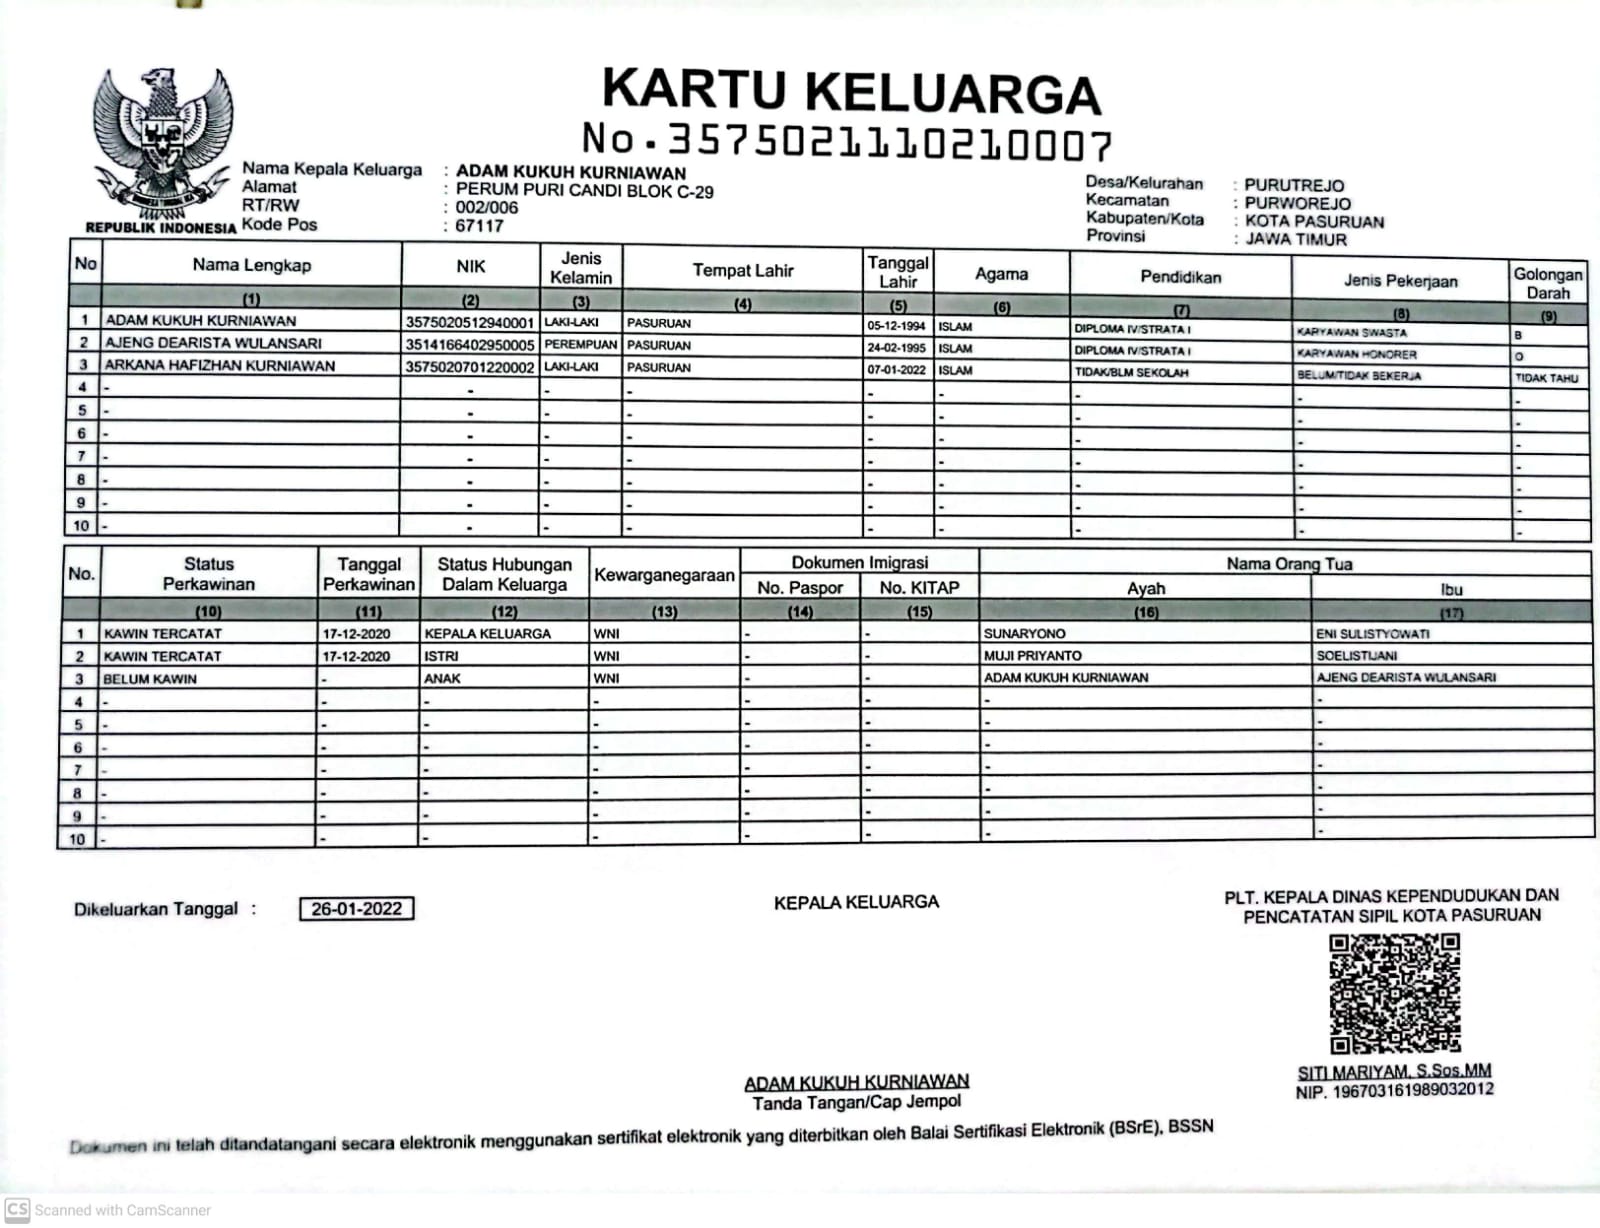 KARTU KELUARGA
No.3575021110210007
Nama Kepala Keluarga : ADAM KUKUH KURNIAWAN
Alamat : PERUM PURI CANDI BLOK C-29
RT/RW : 002/006
Kode Pos : 67117
Desa/Kelurahan : PURUTREJO
Kecamatan : PURWOREJO
Kabupaten/Kota : KOTA PASURUAN
Provinsi : JAWA TIMUR
REPUBLIK INDONESIA
No Nama Lengkap NIK Jenis Kelamin Tempat Lahir Tanggal Lahir Agama Pendidikan Jenis Pekerjaan Golongan Darah
(1) (2) (3) (4) (5) (6) (7) (8) (9)
1 ADAM KUKUH KURNIAWAN 3575020512940001 LAKI-LAKI PASURUAN 05-12-1994 ISLAM DIPLOMA IV/STRATA I KARYAWAN SWASTA B
2 AJENG DEARISTA WULANSARI 3514166402950005 PEREMPUAN PASURUAN 24-02-1995 ISLAM DIPLOMA IV/STRATA I KARYAWAN HONORER O
3 ARKANA HAFIZHAN KURNIAWAN 3575020701220002 LAKI-LAKI PASURUAN 07-01-2022 ISLAM TIDAK/BLM SEKOLAH BELUM/TIDAK BEKERJA TIDAK TAHU
4 - - - - - - - - -
5 - - - - - - - - -
6 - - - - - - - - -
7 - - - - - - - - -
8 - - - - - - - - -
9 - - - - - - - - -
10 - - - - - - - - -
No. Status Perkawinan Tanggal Perkawinan Status Hubungan Dalam Keluarga Kewarganegaraan Dokumen Imigrasi Nama Orang Tua
No. Paspor No. KITAP Ayah Ibu
(10) (11) (12) (13) (14) (15) (16) (17)
1 KAWIN TERCATAT 17-12-2020 KEPALA KELUARGA WNI - - SUNARYONO ENI SULISTYOWATI
2 KAWIN TERCATAT 17-12-2020 ISTRI WNI - - MUJI PRIYANTO SOELISTIJANI
3 BELUM KAWIN - ANAK WNI - - ADAM KUKUH KURNIAWAN AJENG DEARISTA WULANSARI
4 - - - - - - - -
5 - - - - - - - -
6 - - - - - - - -
7 - - - - - - - -
8 - - - - - - - -
9 - - - - - - - -
10 - - - - - - - -
Dikeluarkan Tanggal : 26-01-2022
KEPALA KELUARGA
PLT. KEPALA DINAS KEPENDUDUKAN DAN
PENCATATAN SIPIL KOTA PASURUAN
ADAM KUKUH KURNIAWAN
Tanda Tangan/Cap Jempol
SITI MARIYAM, S.Sos.MM
NIP. 196703161989032012
Dokumen ini telah ditandatangani secara elektronik menggunakan sertifikat elektronik yang diterbitkan oleh Balai Sertifikasi Elektronik (BSrE), BSSN
CS Scanned with CamScanner